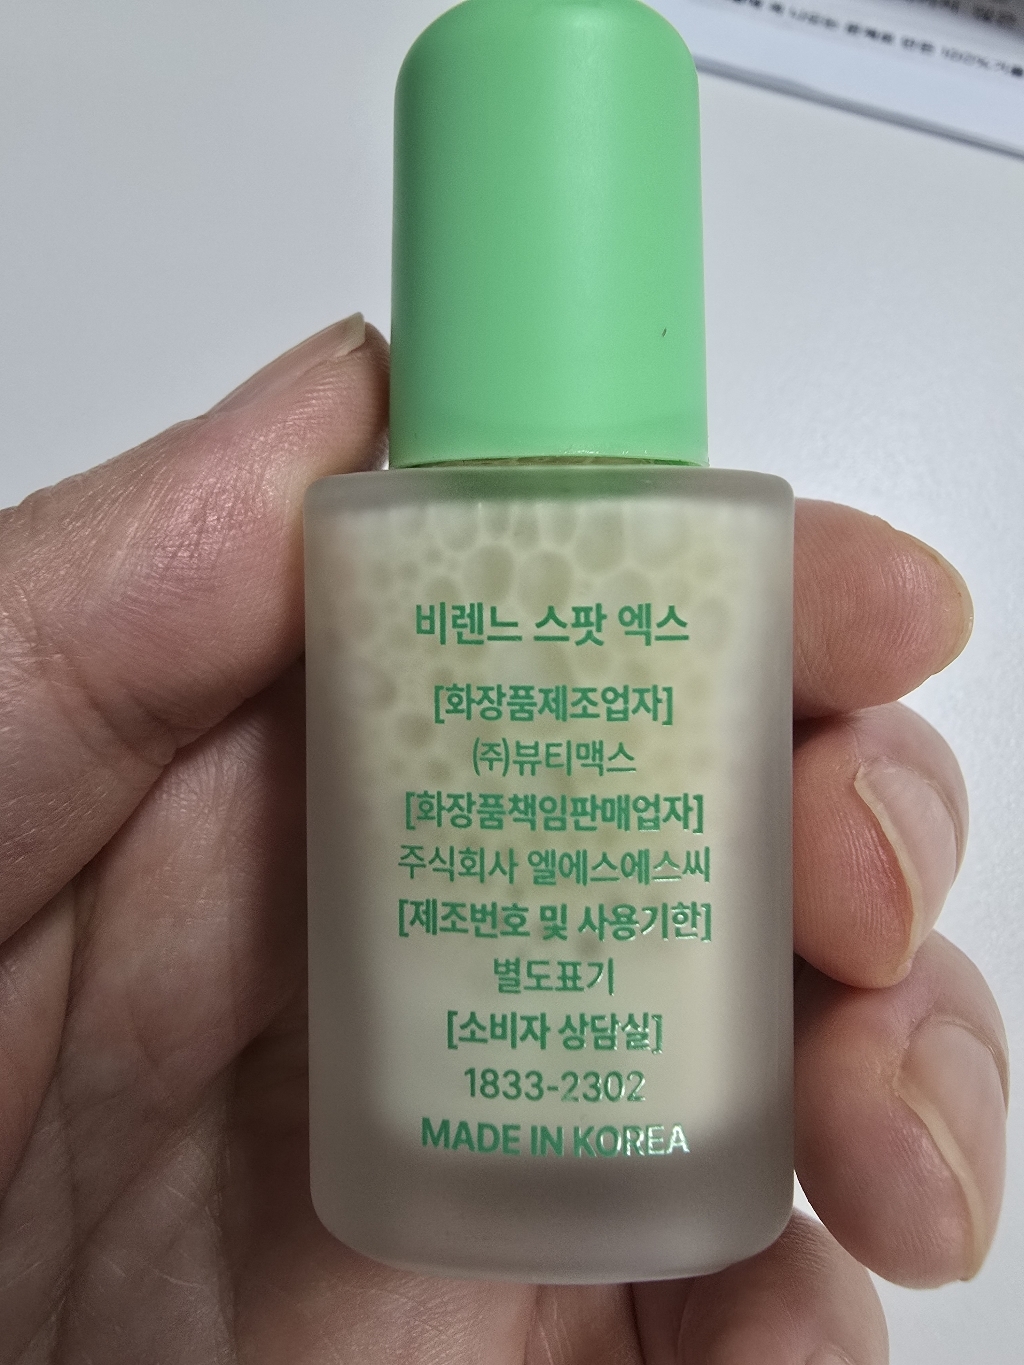 비렌느 스팟 엑스
[화장품제조업자]
㈜뷰티맥스
[화장품책임판매업자]
주식회사 엘에스에스씨
[제조번호 및 사용기한]
별도표기
[소비자 상담실]
1833-2302
MADE IN KOREA